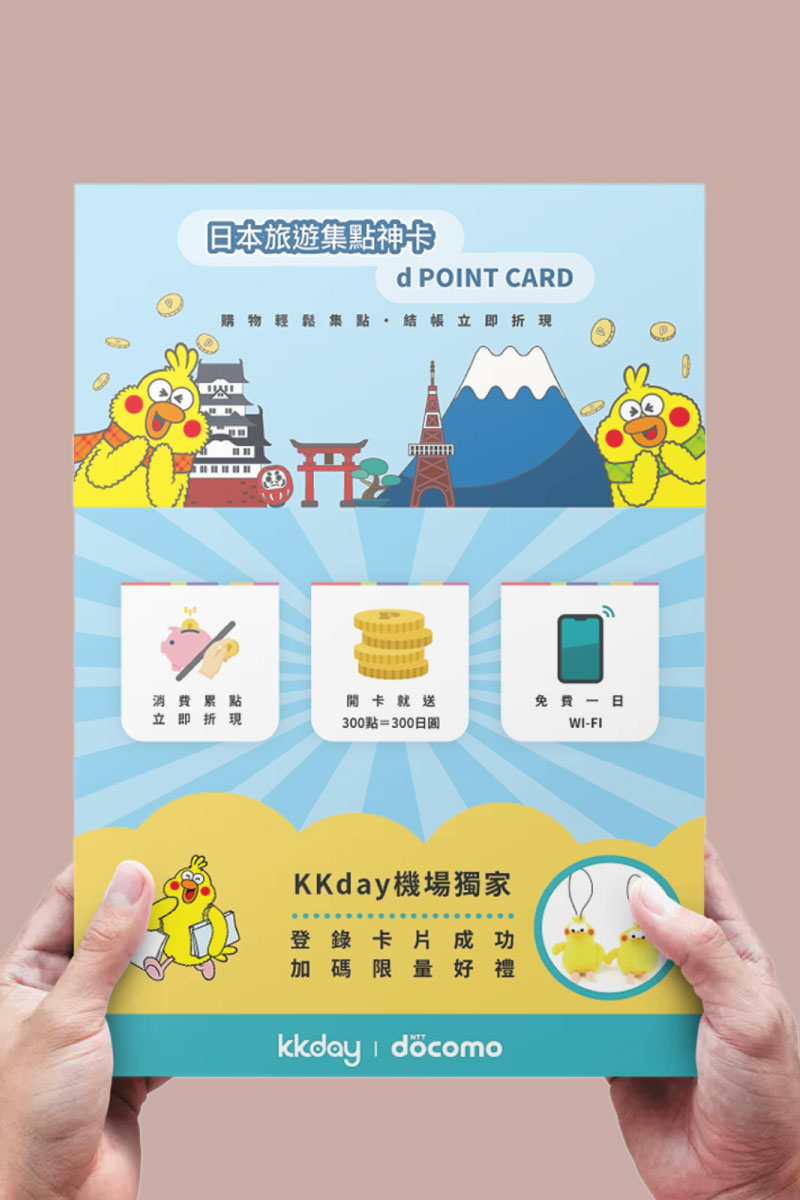 日本旅遊集點神卡
d POINT CARD
購物輕鬆集點・結帳立即折現
消費累點
立即折現
開卡就送
300點=300日圓
免費一日
WI-FI
KKday機場獨家
登錄卡片成功
加碼限量好禮
kkday | NTT döcomo